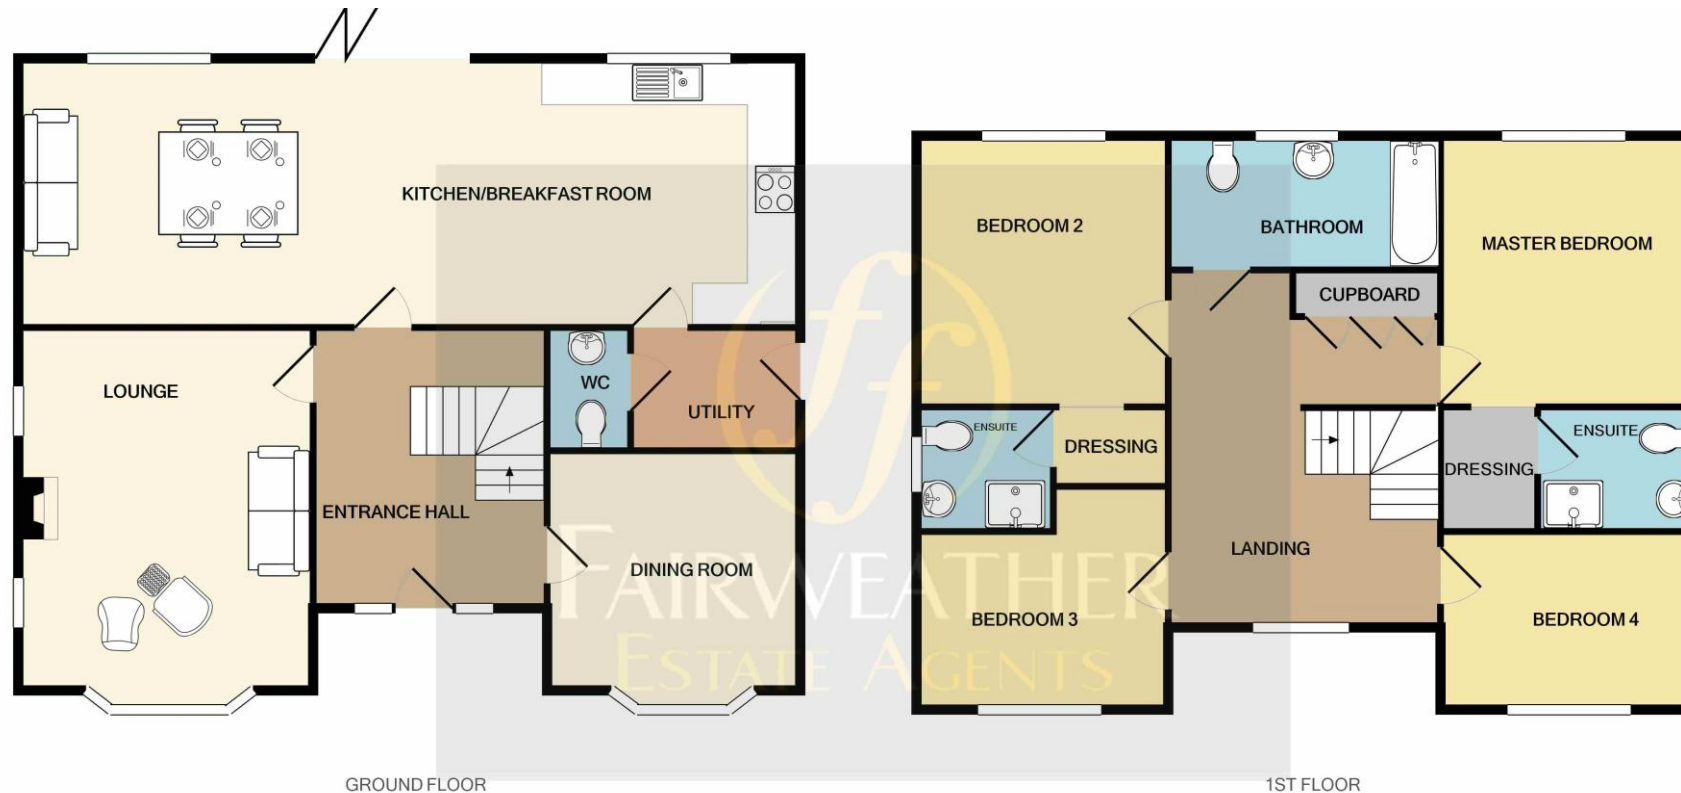 KITCHEN/BREAKFAST ROOM
LOUNGE
WC
UTILITY
ENTRANCE HALL
DINING ROOM
GROUND FLOOR
BEDROOM 2
BATHROOM
MASTER BEDROOM
CUPBOARD
ENSUITE
DRESSING
ENSUITE
DRESSING
LANDING
BEDROOM 3
BEDROOM 4
1ST FLOOR
ff
FAIRWEATHER
ESTATE AGENTS